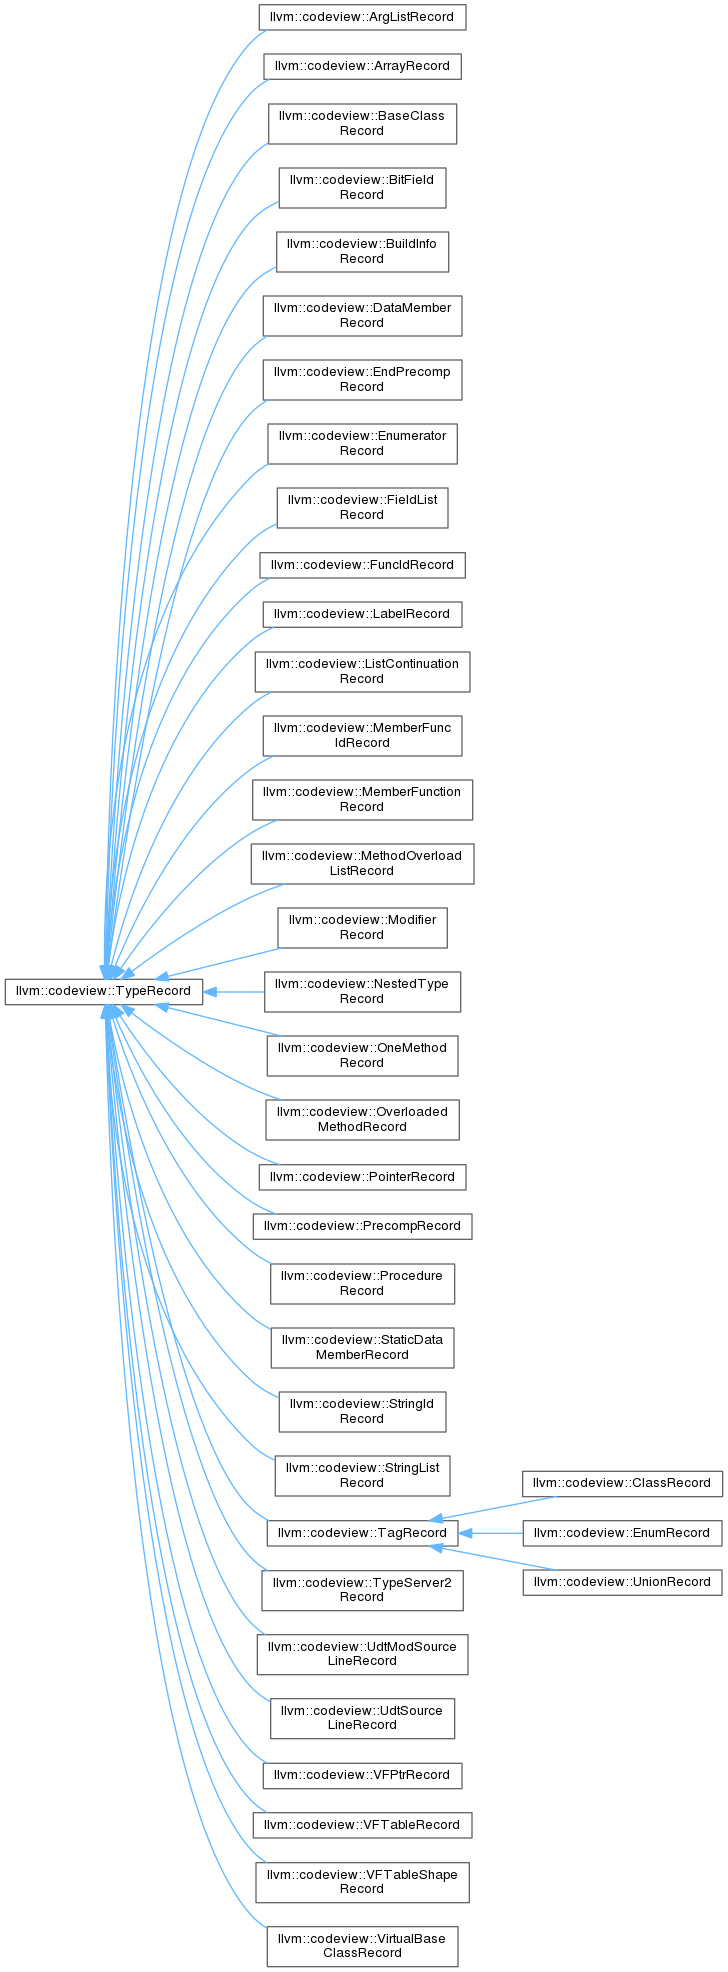 llvm::codeview::ArgListRecord
llvm::codeview::ArrayRecord
llvm::codeview::BaseClass
Record
llvm::codeview::BitField
Record
llvm::codeview::BuildInfo
Record
llvm::codeview::DataMember
Record
llvm::codeview::EndPrecomp
Record
llvm::codeview::Enumerator
Record
llvm::codeview::FieldList
Record
llvm::codeview::FuncIdRecord
llvm::codeview::LabelRecord
llvm::codeview::ListContinuation
Record
llvm::codeview::MemberFunc
IdRecord
llvm::codeview::MemberFunction
Record
llvm::codeview::MethodOverload
ListRecord
llvm::codeview::Modifier
Record
llvm::codeview::TypeRecord
llvm::codeview::NestedType
Record
llvm::codeview::OneMethod
Record
llvm::codeview::Overloaded
MethodRecord
llvm::codeview::PointerRecord
llvm::codeview::PrecompRecord
llvm::codeview::Procedure
Record
llvm::codeview::StaticData
MemberRecord
llvm::codeview::StringId
Record
llvm::codeview::StringList
Record
llvm::codeview::TagRecord
llvm::codeview::ClassRecord
llvm::codeview::EnumRecord
llvm::codeview::UnionRecord
llvm::codeview::TypeServer2
Record
llvm::codeview::UdtModSource
LineRecord
llvm::codeview::UdtSource
LineRecord
llvm::codeview::VFPtrRecord
llvm::codeview::VFTableRecord
llvm::codeview::VFTableShape
Record
llvm::codeview::VirtualBase
ClassRecord